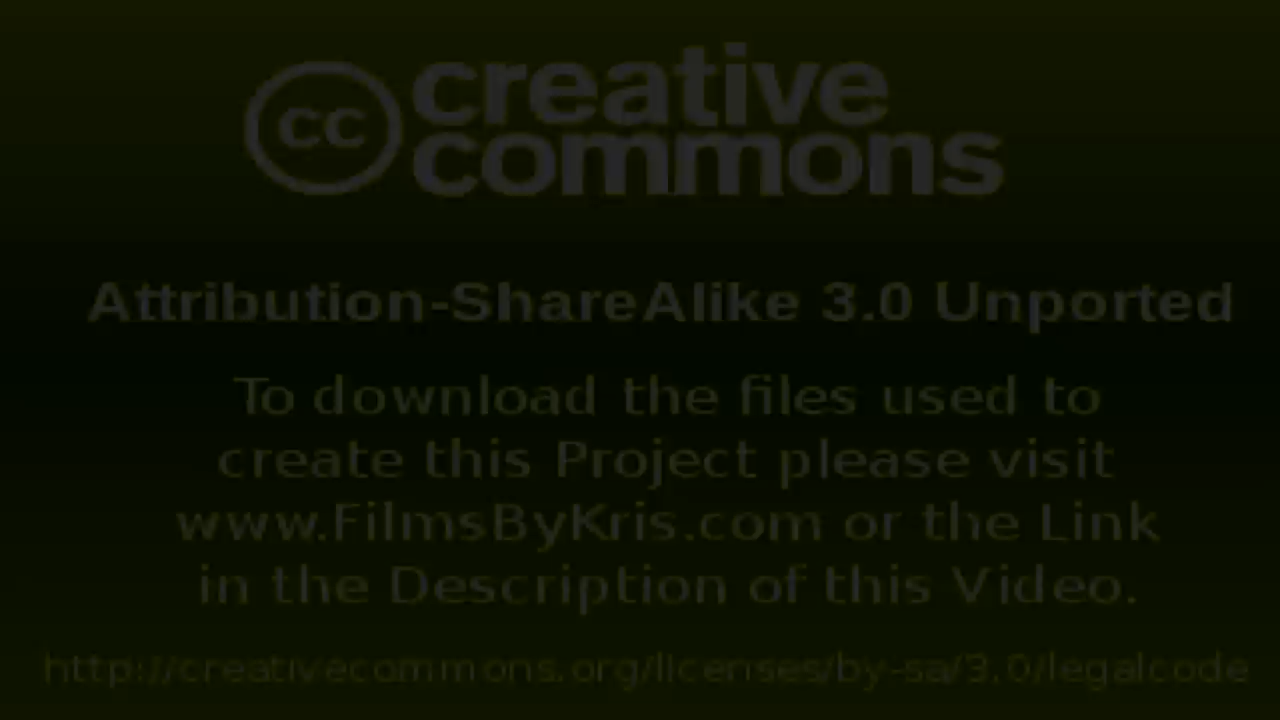 cc creative
commons
Attribution-ShareAlike 3.0 Unported
To download the files used to
create this Project please visit
www.FilmsByKris.com or the Link
in the Description of this Video.
http://creativecommons.org/licenses/by-sa/3.0/legalcode